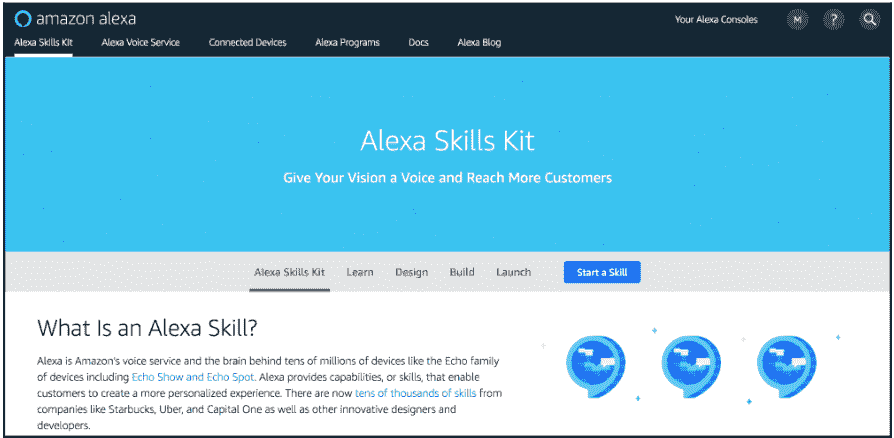 amazon alexa
Your Alexa Consoles M ?
Alexa Skills Kit Alexa Voice Service Connected Devices Alexa Programs Docs Alexa Blog
Alexa Skills Kit
Give Your Vision a Voice and Reach More Customers
Alexa Skills Kit Learn Design Build Launch Start a Skill
What Is an Alexa Skill?
Alexa is Amazon's voice service and the brain behind tens of millions of devices like the Echo family
of devices including Echo Show and Echo Spot. Alexa provides capabilities, or skills, that enable
customers to create a more personalized experience. There are now tens of thousands of skills from
companies like Starbucks, Uber, and Capital One as well as other innovative designers and
developers.